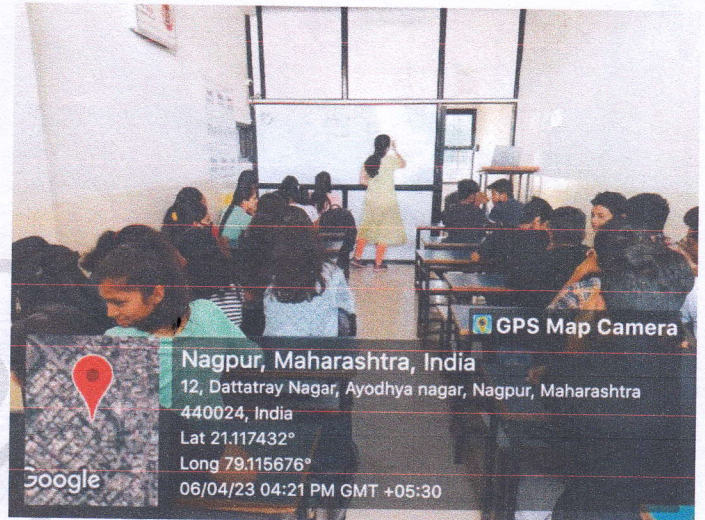 GPS Map Camera
Nagpur, Maharashtra, India
12, Dattatray Nagar, Ayodhya nagar, Nagpur, Maharashtra
440024, India
Lat 21.117432°
Long 79.115676°
06/04/23 04:21 PM GMT +05:30
Google